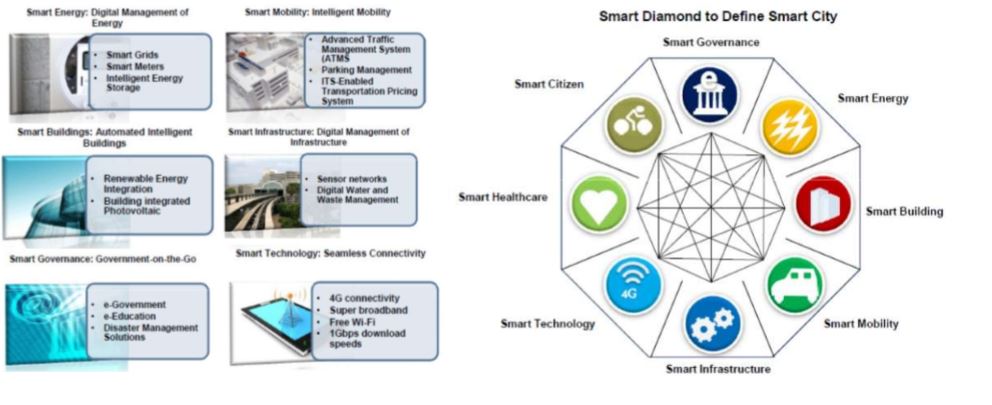 Smart Energy: Digital Management of
Energy
• Smart Grids
• Smart Meters
• Intelligent Energy
Storage
Smart Mobility: Intelligent Mobility
• Advanced Traffic
Management System
(ATMS
• Parking Management
• ITS-Enabled
Transportation Pricing
System
Smart Buildings: Automated Intelligent
Buildings
• Renewable Energy
Integration
• Building integrated
Photovoltaic
Smart Infrastructure: Digital Management of
Infrastructure
• Sensor networks
• Digital Water and
Waste Management
Smart Governance: Government-on-the-Go
• e-Government
• e-Education
• Disaster Management
Solutions
Smart Technology: Seamless Connectivity
• 4G connectivity
• Super broadband
• Free Wi-Fi
• 1Gbps download
speeds
Smart Diamond to Define Smart City
Smart Governance
e
Smart Citizen
Smart Energy
Smart Healthcare
Smart Building
4G
Smart Technology
Smart Mobility
Smart Infrastructure